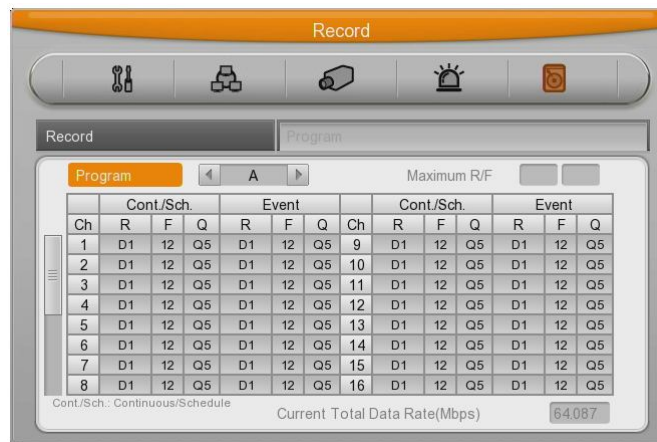 Record
Record Program
Program A Maximum R/F
Cont./Sch. Event Cont./Sch. Event
Ch R F Q R F Q Ch R F Q R F Q
1 D1 12 Q5 D1 12 Q5 9 D1 12 Q5 D1 12 Q5
2 D1 12 Q5 D1 12 Q5 10 D1 12 Q5 D1 12 Q5
3 D1 12 Q5 D1 12 Q5 11 D1 12 Q5 D1 12 Q5
4 D1 12 Q5 D1 12 Q5 12 D1 12 Q5 D1 12 Q5
5 D1 12 Q5 D1 12 Q5 13 D1 12 Q5 D1 12 Q5
6 D1 12 Q5 D1 12 Q5 14 D1 12 Q5 D1 12 Q5
7 D1 12 Q5 D1 12 Q5 15 D1 12 Q5 D1 12 Q5
8 D1 12 Q5 D1 12 Q5 16 D1 12 Q5 D1 12 Q5
Cont./Sch.: Continuous/Schedule
Current Total Data Rate(Mbps) 64.087